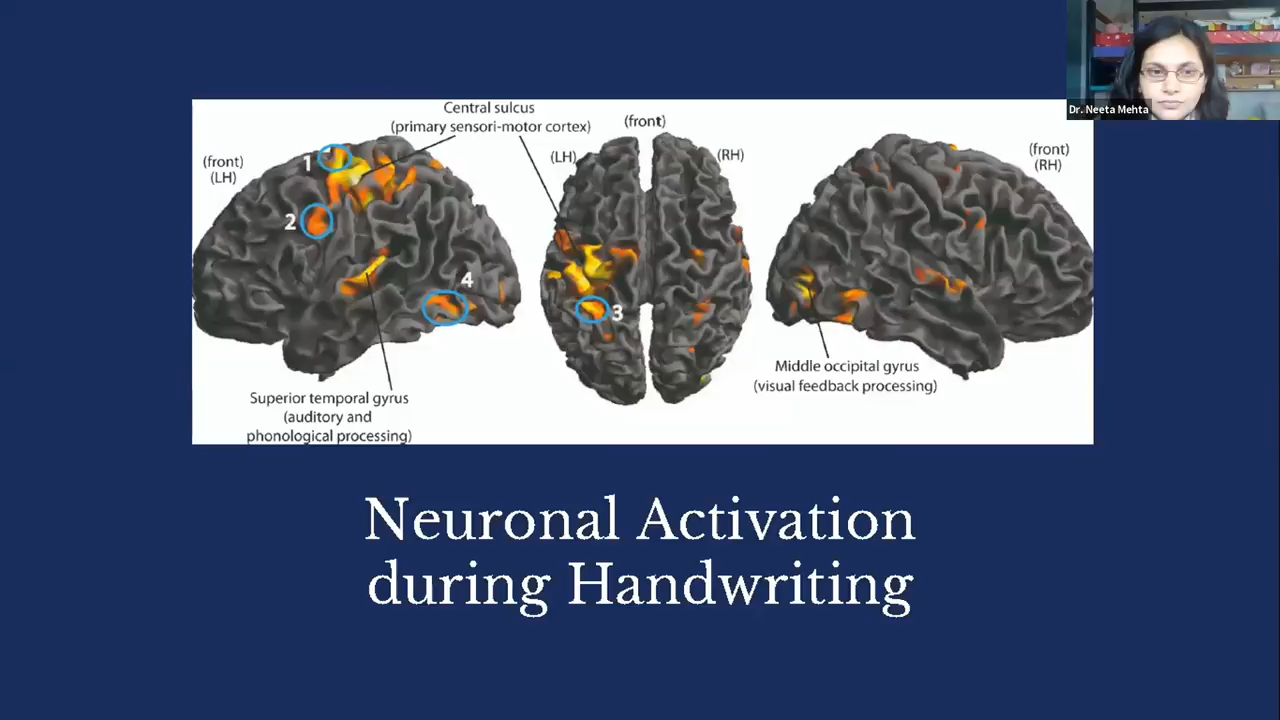 Central sulcus
(primary sensori-motor cortex)
(front)
(front)
(LH)
(LH)
(RH)
(front)
(RH)
1
2
4
3
Superior temporal gyrus
(auditory and
phonological processing)
Middle occipital gyrus
(visual feedback processing)
Dr. Neeta Mehta
Neuronal Activation
during Handwriting